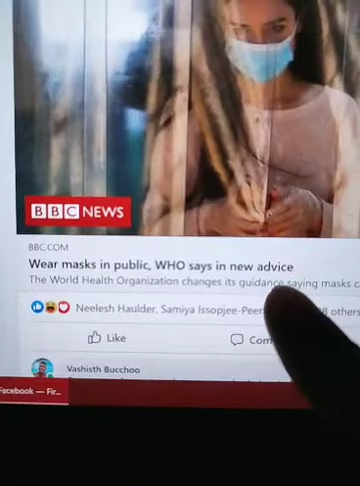 BBC NEWS
BBC.COM
Wear masks in public, WHO says in new advice
The World Health Organization changes its guidance saying masks
Neelesh Haulder, Samiya Issopjee-Peer others
Like
Com
Vashisth Bucchoo
Facebook — Fir...